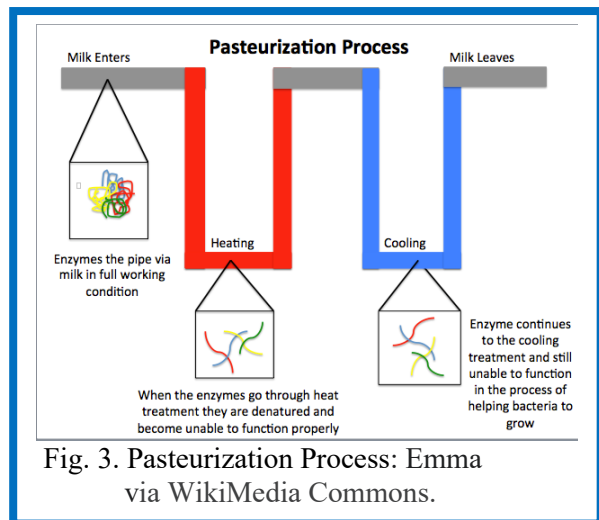 Pasteurization Process
Milk Enters
Milk Leaves
Heating
Cooling
Enzymes the pipe via
milk in full working
condition
When the enzymes go through heat
treatment they are denatured and
become unable to function properly
Enzyme continues
to the cooling
treatment and still
unable to function
in the process of
helping bacteria to
grow
Fig. 3. Pasteurization Process: Emma
via WikiMedia Commons.